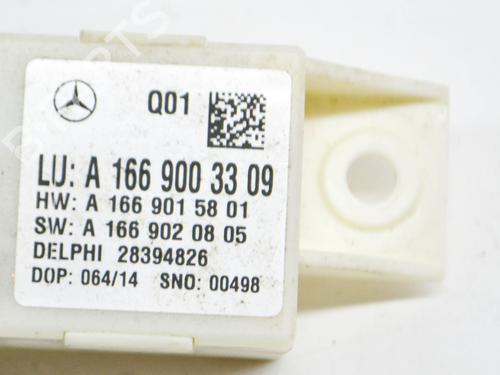 Q01
LU: A 166 900 33 09
HW: A 166 901 58 01
SW: A 166 902 08 05
DELPHI 28394826
DOP: 064/14 SNO: 00498